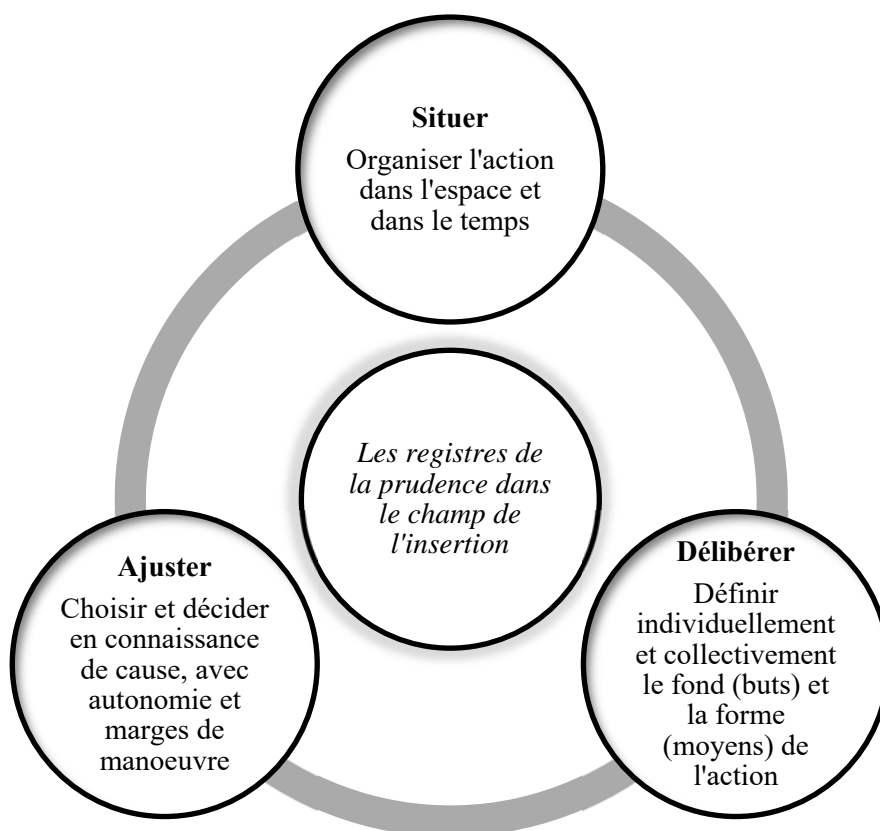 Situer
Organiser l'action
dans l'espace et
dans le temps
Les registres de
la prudence dans
le champ de
l'insertion
Ajuster
Choisir et décider
en connaissance
de cause, avec
autonomie et
marges de
manoeuvre
Délibérer
Définir
individuellement
et collectivement
le fond (buts) et
la forme
(moyens) de
l'action